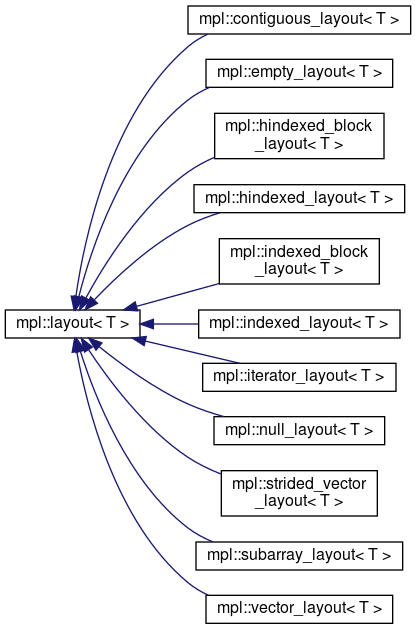 mpl::contiguous_layout< T >
mpl::empty_layout< T >
mpl::hindexed_block
_layout< T >
mpl::hindexed_layout< T >
mpl::indexed_block
_layout< T >
mpl::layout< T >
mpl::indexed_layout< T >
mpl::iterator_layout< T >
mpl::null_layout< T >
mpl::strided_vector
_layout< T >
mpl::subarray_layout< T >
mpl::vector_layout< T >